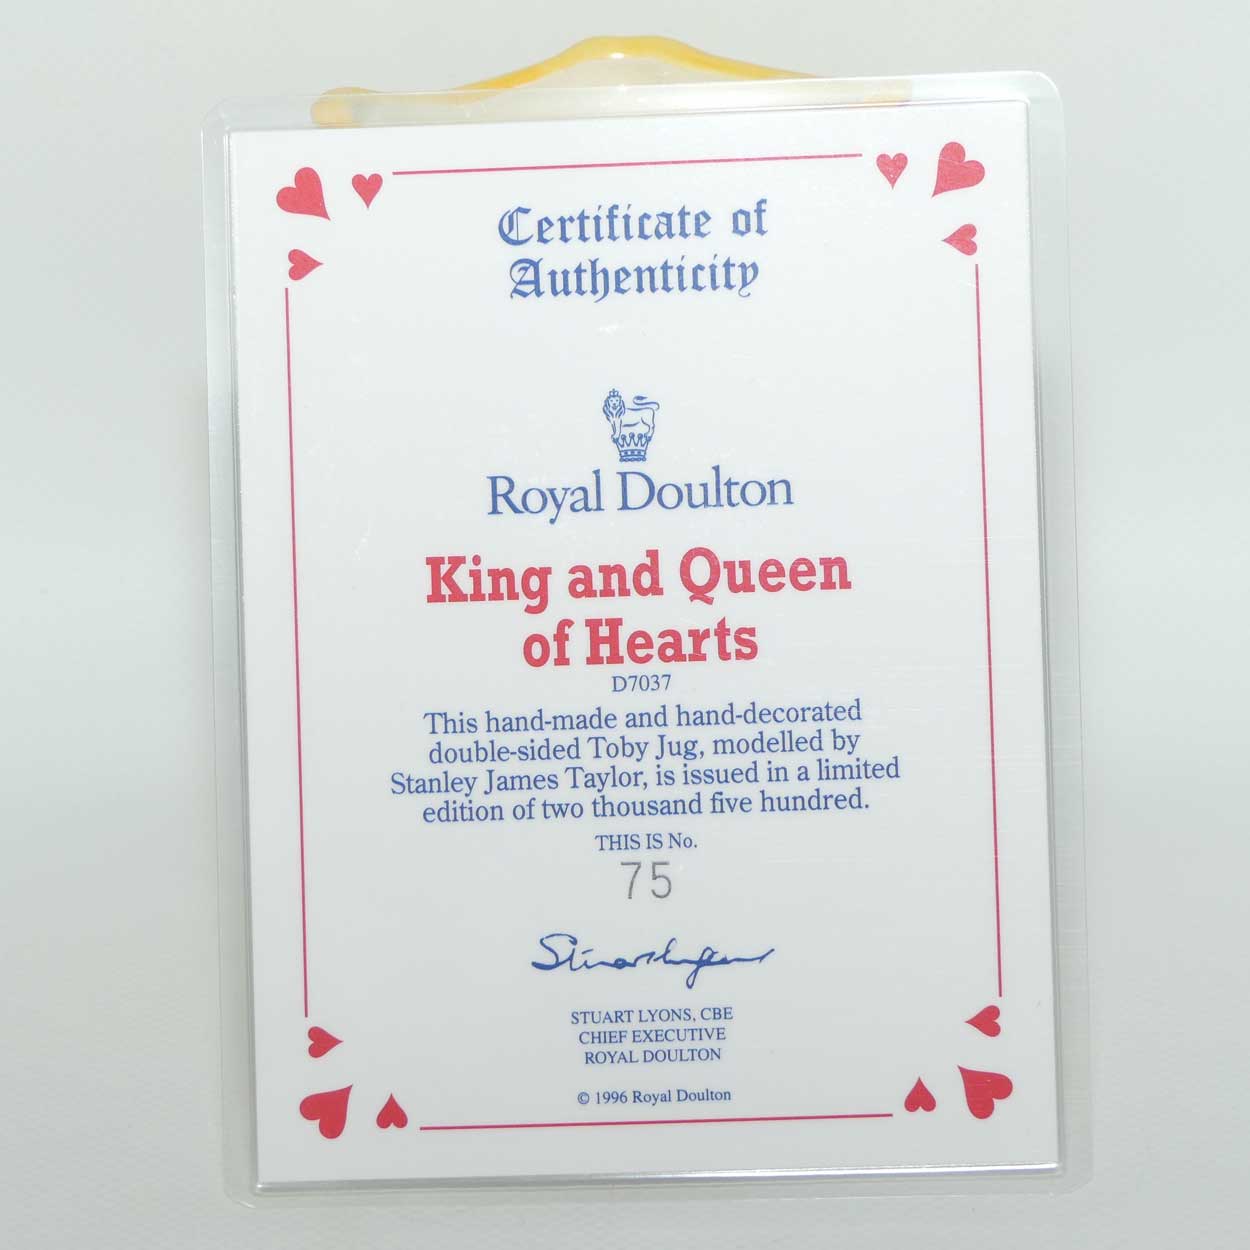 Certificate of
Authenticity
Royal Doulton
King and Queen
of Hearts
D7037
This hand-made and hand-decorated
double-sided Toby Jug, modelled by
Stanley James Taylor, is issued in a limited
edition of two thousand five hundred.
THIS IS No.
75
Stuart Lyons
STUART LYONS, CBE
CHIEF EXECUTIVE
ROYAL DOULTON
© 1996 Royal Doulton